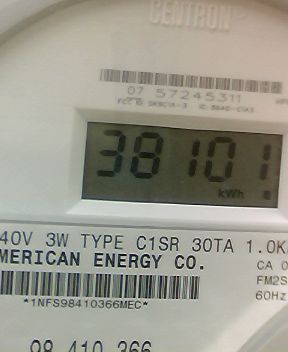 CENTRON
07 57245311
38101
kWh
40V 3W TYPE C1SR 30TA 1.0K
MERICAN ENERGY CO.
CA 0
FM2S
*1NFS98410366MEC*
60Hz
98 410 366